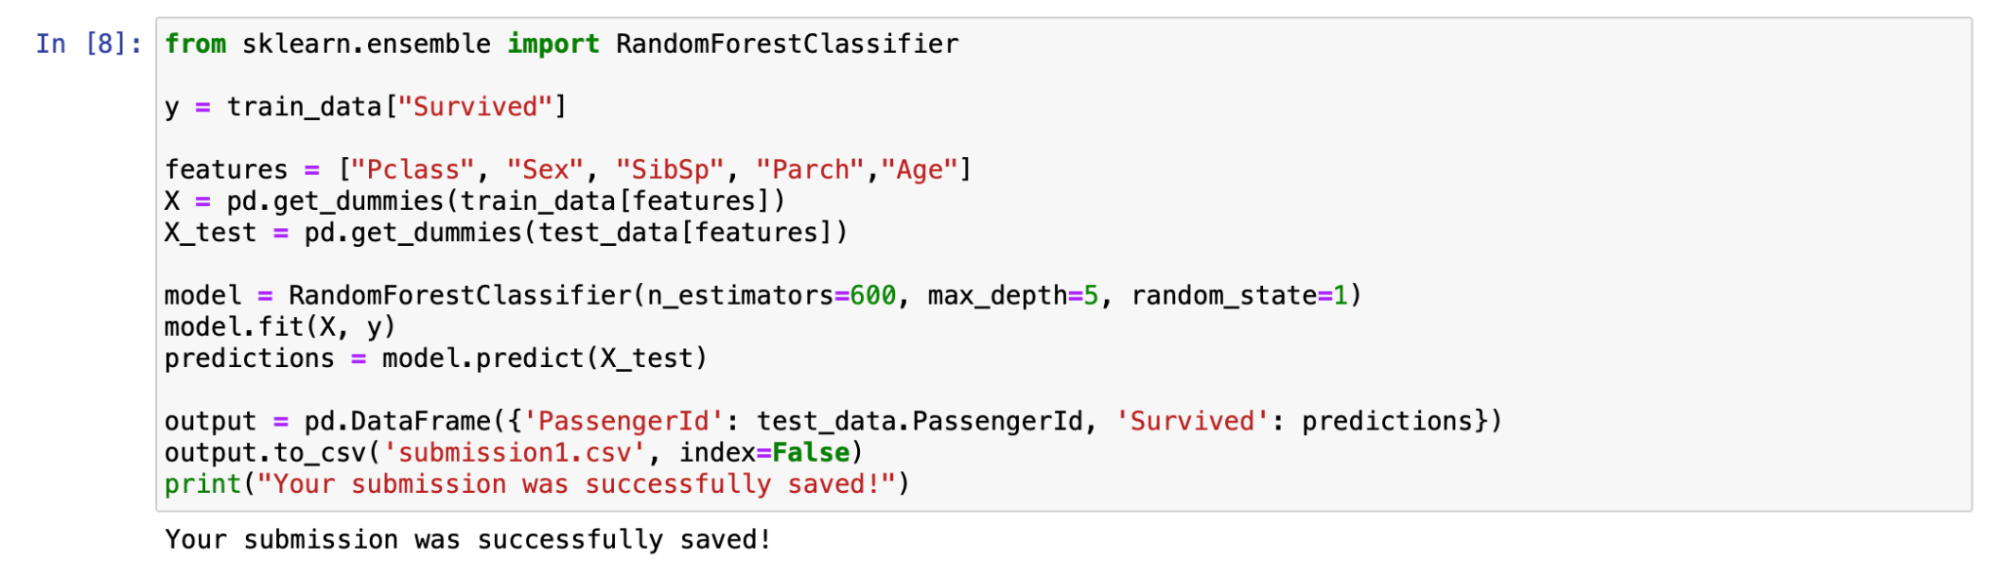 In [8]: from sklearn.ensemble import RandomForestClassifier
y = train_data["Survived"]
features = ["Pclass", "Sex", "SibSp", "Parch","Age"]
X = pd.get_dummies(train_data[features])
X_test = pd.get_dummies(test_data[features])
model = RandomForestClassifier(n_estimators=600, max_depth=5, random_state=1)
model.fit(X, y)
predictions = model.predict(X_test)
output = pd.DataFrame({'PassengerId': test_data.PassengerId, 'Survived': predictions})
output.to_csv('submission1.csv', index=False)
print("Your submission was successfully saved!")
Your submission was successfully saved!